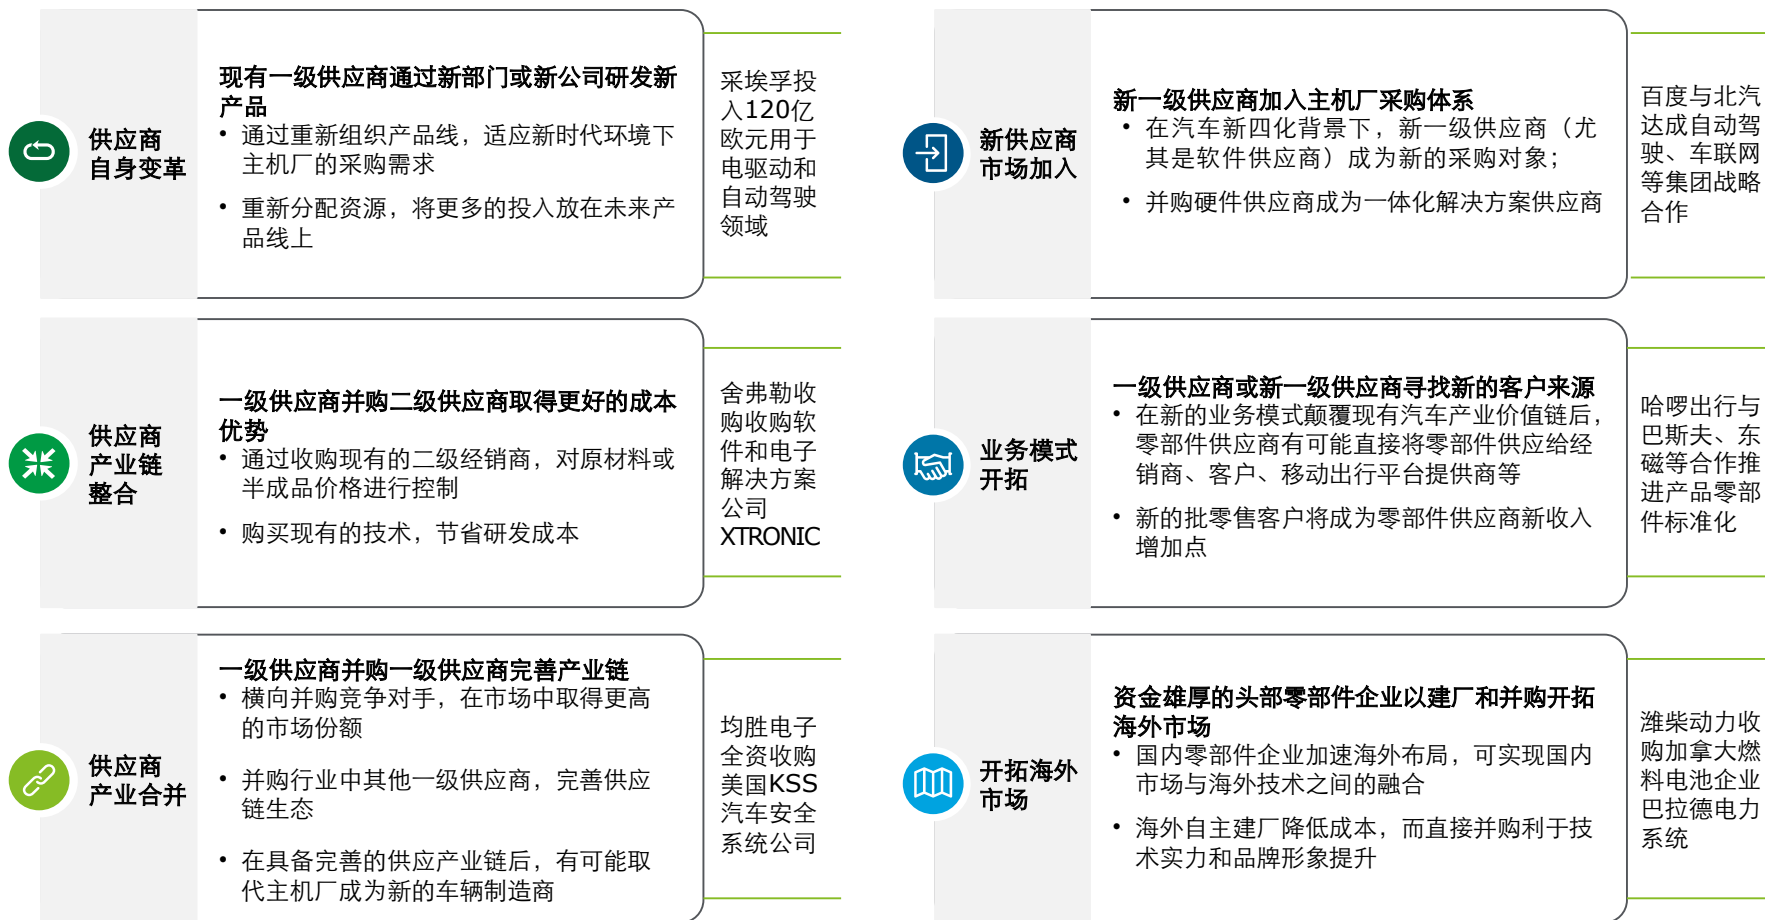 供应商
自身变革
现有一级供应商通过新部门或新公司研发新
产品
• 通过重新组织产品线，适应新时代环境下
主机厂的采购需求
• 重新分配资源，将更多的投入放在未来产
品线上
采埃孚投
入120亿
欧元用于
电驱动和
自动驾驶
领域
新供应商
市场加入
新一级供应商加入主机厂采购体系
• 在汽车新四化背景下，新一级供应商（尤
其是软件供应商）成为新的采购对象；
• 并购硬件供应商成为一体化解决方案供应商
百度与北汽
达成自动驾
驶、车联网
等集团战略
合作
供应商
产业链
整合
一级供应商并购二级供应商取得更好的成本
优势
• 通过收购现有的二级经销商，对原材料或
半成品价格进行控制
• 购买现有的技术，节省研发成本
舍弗勒收
购收购软
件和电子
解决方案
公司
XTRONIC
业务模式
开拓
一级供应商或新一级供应商寻找新的客户来源
• 在新的业务模式颠覆现有汽车产业价值链后，
零部件供应商有可能直接将零部件供应给经
销商、客户、移动出行平台提供商等
• 新的批零售客户将成为零部件供应商新收入
增加点
哈啰出行与
巴斯夫、东
磁等合作推
进产品零部
件标准化
供应商
产业合并
一级供应商并购一级供应商完善产业链
• 横向并购竞争对手，在市场中取得更高
的市场份额
• 并购行业中其他一级供应商，完善供应
链生态
• 在具备完善的供应产业链后，有可能取
代主机厂成为新的车辆制造商
均胜电子
全资收购
美国KSS
汽车安全
系统公司
开拓海外
市场
资金雄厚的头部零部件企业以建厂和并购开拓
海外市场
• 国内零部件企业加速海外布局，可实现国内
市场与海外技术之间的融合
• 海外自主建厂降低成本，而直接并购利于技
术实力和品牌形象提升
潍柴动力收
购加拿大燃
料电池企业
巴拉德电力
系统